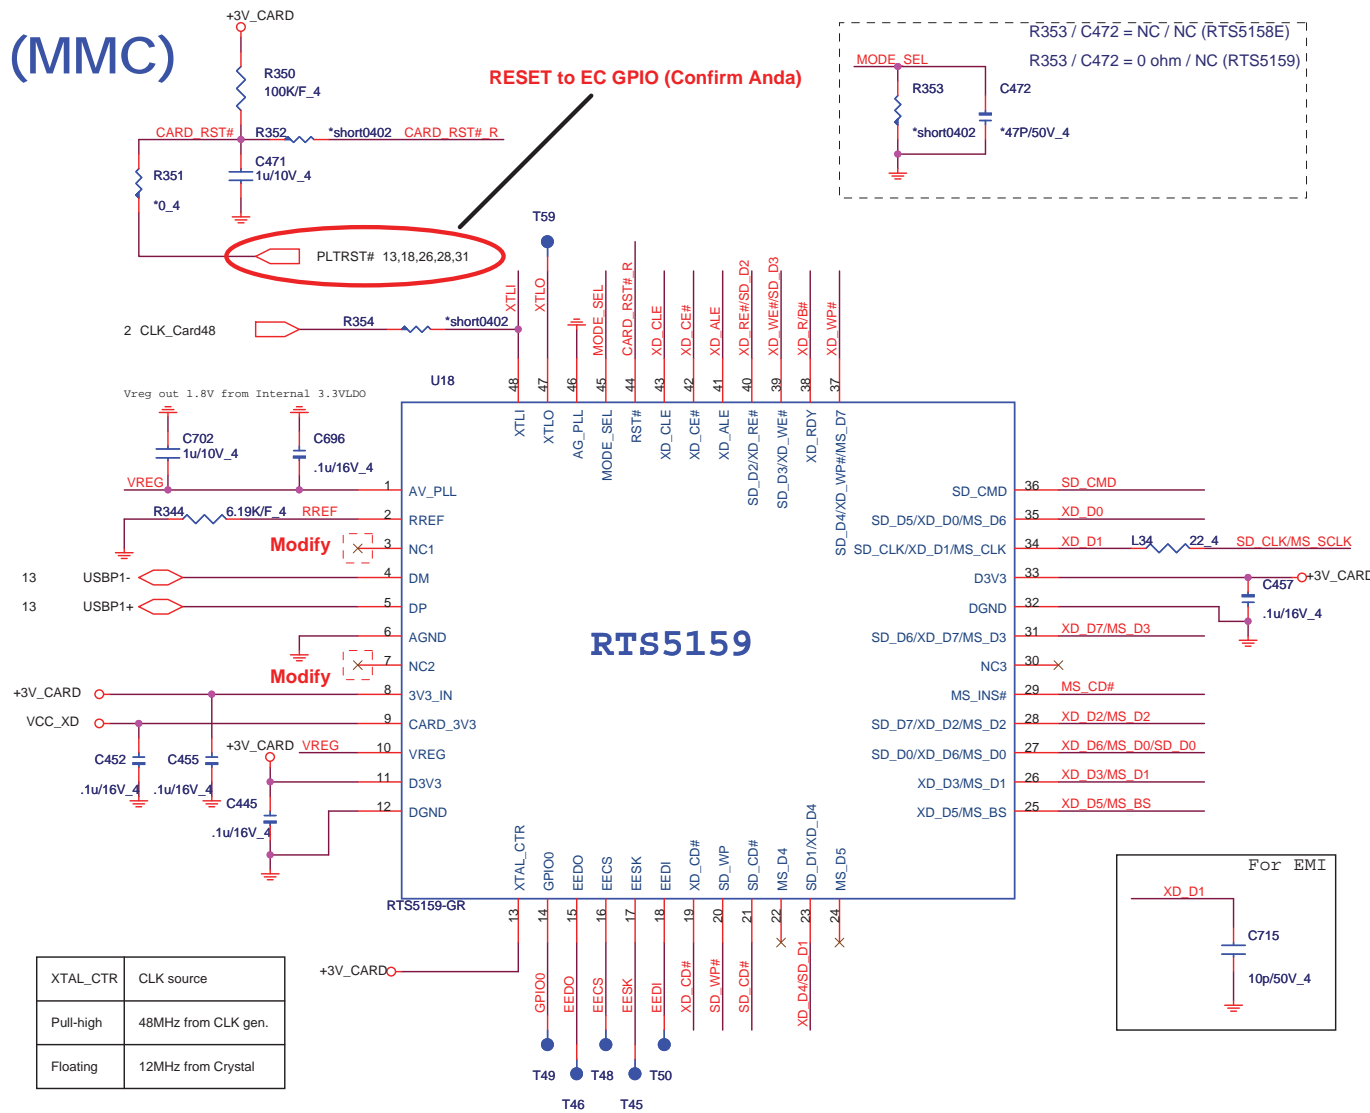 (MMC)
+3V_CARD
R350
100K/F_4
CARD_RST#
R352
*short0402
CARD_RST#_R
R351
*0_4
C471
1u/10V_4
PLTRST# 13,18,26,28,31
RESET to EC GPIO (Confirm Anda)
R353 / C472 = NC / NC (RTS5158E)
R353 / C472 = 0 ohm / NC (RTS5159)
MODE_SEL
R353
*short0402
C472
*47P/50V_4
2 CLK_Card48
R354
*short0402
T59
XTLI
XTLO
MODE_SEL
CARD_RST#_R
XD_CLE
XD_CE#
XD_ALE
XD_RE#/SD_D2
XD_WE#/SD_D3
XD_R/B#
XD_WP#
U18
48
47
46
45
44
43
42
41
40
39
38
37
XTLI
XTLO
AG_PLL
MODE_SEL
RST#
XD_CLE
XD_CE#
XD_ALE
SD_D2/XD_RE#
SD_D3/XD_WE#
XD_RDY
SD_D4/XD_WP#/MS_D7
Vreg out 1.8V from Internal 3.3VLDO
C702
1u/10V_4
C696
.1u/16V_4
VREG
1 AV_PLL
R344 6.19K/F_4 RREF
2 RREF
Modify
3 NC1
13 USBP1-
4 DM
13 USBP1+
5 DP
6 AGND
Modify
7 NC2
+3V_CARD
8 3V3_IN
VCC_XD
9 CARD_3V3
+3V_CARD
VREG
10 VREG
11 D3V3
12 DGND
C452
.1u/16V_4
C455
.1u/16V_4
C445
.1u/16V_4
RTS5159
SD_CMD 36 SD_CMD
SD_D5/XD_D0/MS_D6 35 XD_D0
SD_CLK/XD_D1/MS_CLK 34 XD_D1
L34 22_4 SD_CLK/MS_SCLK
D3V3 33
+3V_CARD
C457
.1u/16V_4
DGND 32
SD_D6/XD_D7/MS_D3 31 XD_D7/MS_D3
NC3 30
MS_INS# 29 MS_CD#
SD_D7/XD_D2/MS_D2 28 XD_D2/MS_D2
SD_D0/XD_D6/MS_D0 27 XD_D6/MS_D0/SD_D0
XD_D3/MS_D1 26 XD_D3/MS_D1
XD_D5/MS_BS 25 XD_D5/MS_BS
XTAL_CTR
GPIO0
EEDO
EECS
EESK
EEDI
XD_CD#
SD_WP
SD_CD#
MS_D4
SD_D1/XD_D4
MS_D5
RTS5159-GR
13
14
15
16
17
18
19
20
21
22
23
24
+3V_CARD
GPIO0
EEDO
EECS
EESK
EEDI
XD_CD#
SD_WP#
SD_CD#
XD_D4/SD_D1
T49
T46
T48
T45
T50
XTAL_CTR CLK source
Pull-high 48MHz from CLK gen.
Floating 12MHz from Crystal
For EMI
XD_D1
C715
10p/50V_4